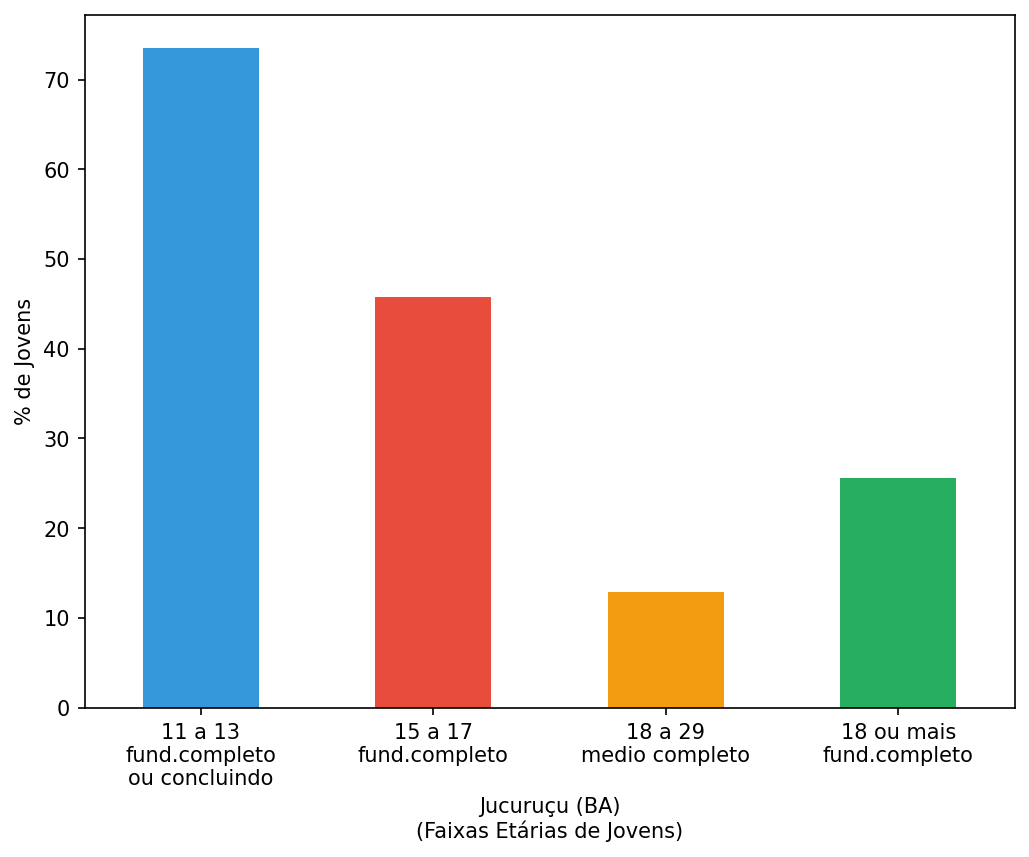 70
60
50
40
30
20
10
0
% de Jovens
11 a 13
fund.completo
ou concluindo
15 a 17
fund.completo
18 a 29
medio completo
18 ou mais
fund.completo
Jucuruçu (BA)
(Faixas Etárias de Jovens)